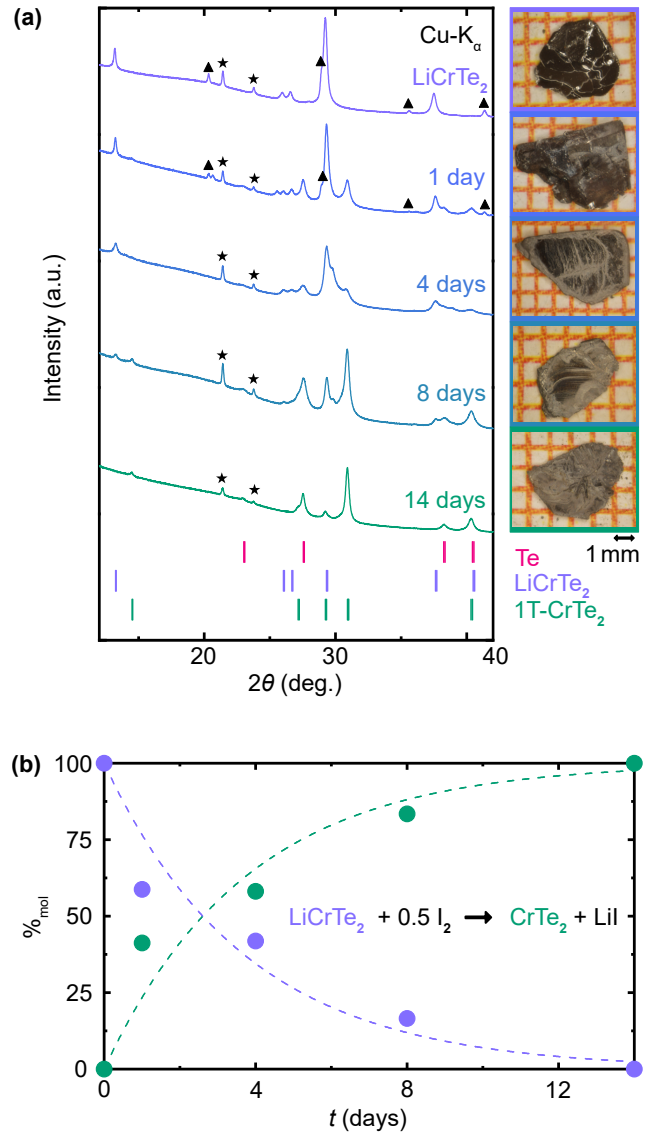 (a)
Cu-Kα
LiCrTe₂
1 day
4 days
8 days
14 days
Intensity (a.u.)
1 mm
Te
LiCrTe₂
1T-CrTe₂
20 30 40
2θ (deg.)
(b)
100
75
50
25
0
%mol
LiCrTe₂ + 0.5 I₂ → CrTe₂ + LiI
0 4 8 12
t (days)